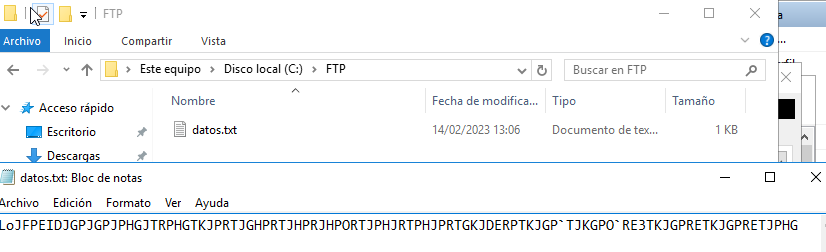 FTP
Archivo Inicio Compartir Vista
Este equipo Disco local (C:) FTP Buscar en FTP
Acceso rápido Nombre Fecha de modifica... Tipo Tamaño
Escritorio datos.txt 14/02/2023 13:06 Documento de tex... 1 KB
Descargas
datos.txt: Bloc de notas
Archivo Edición Formato Ver Ayuda
LoJFPEIDJGPJGPJPHGJTRPHGTKJPRTJGHPRTJHPRJHPORTJPHJRTPHJPRTGKJDERPTKJGP`TJKGPO`RE3TKJGPRETKJGPRETJPHG